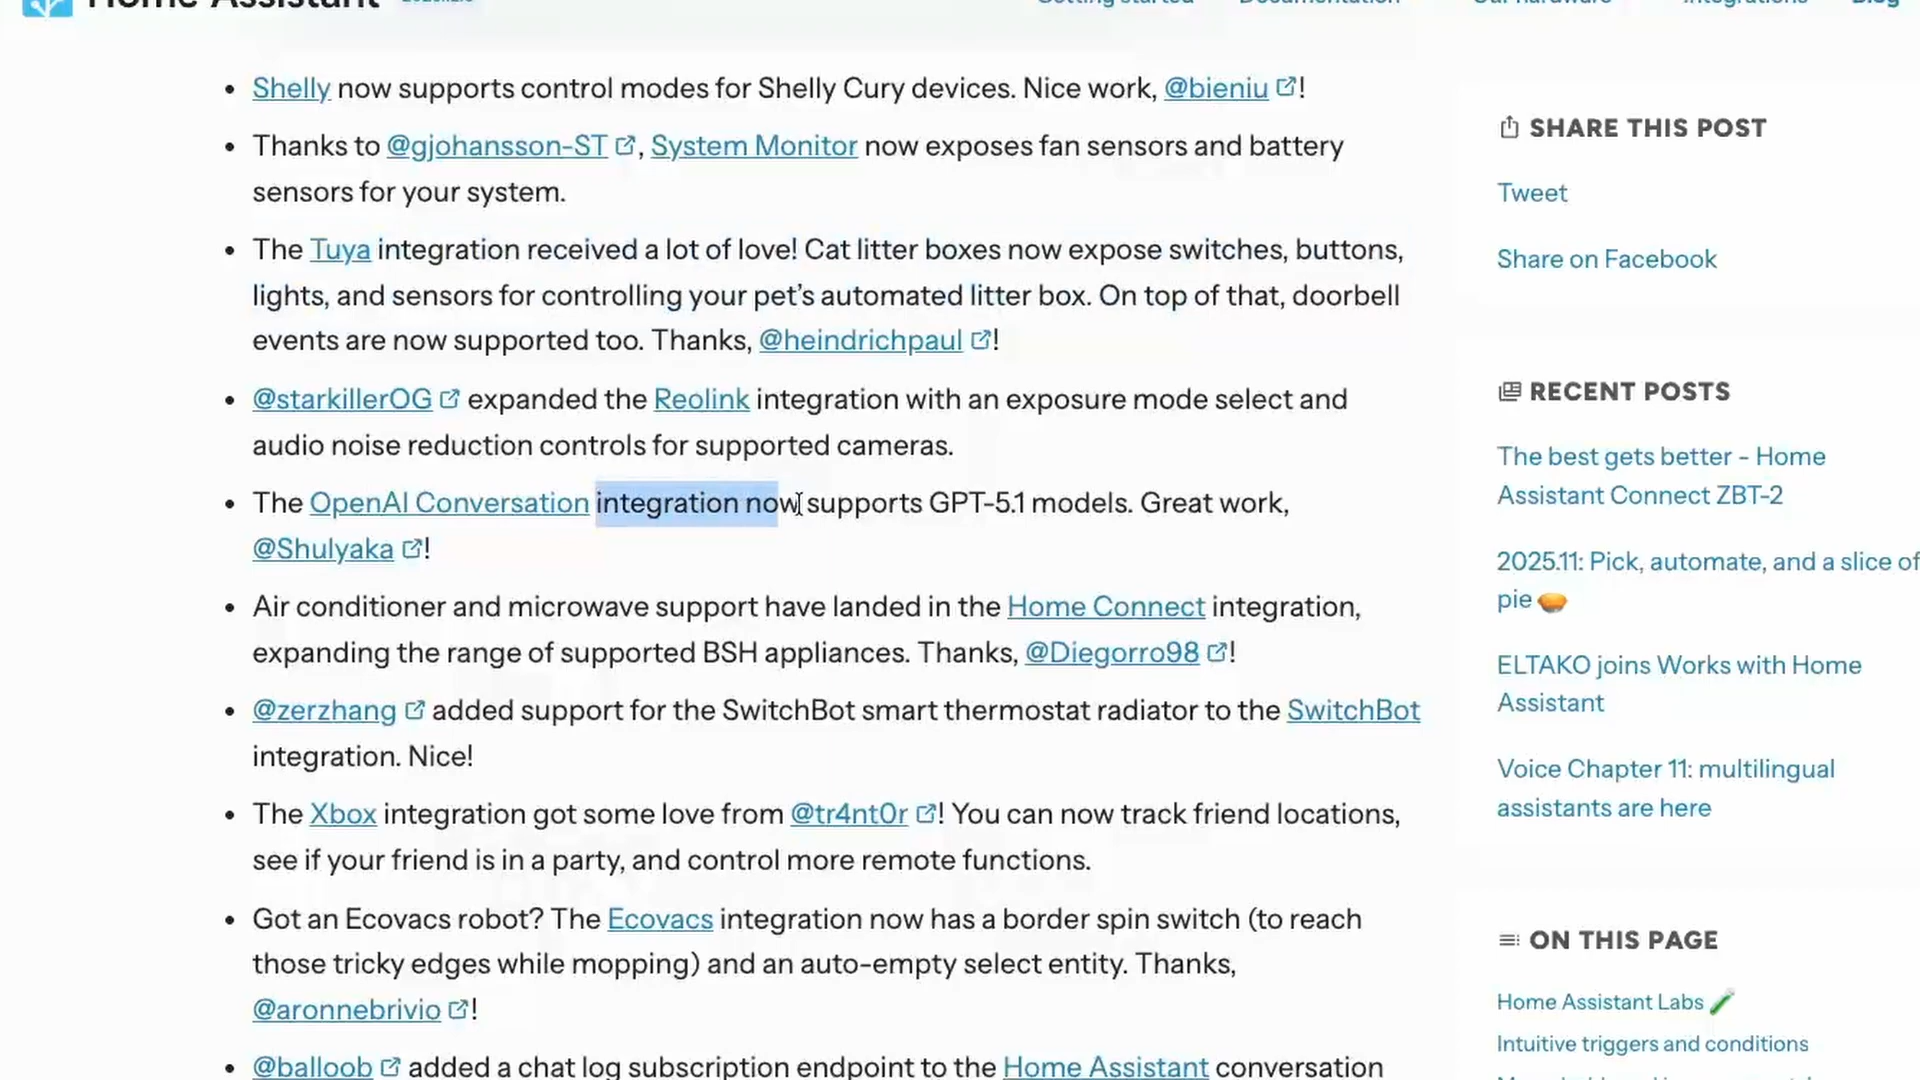 Home Assistant
Getting started
Documentation
Our hardware
Integrations
Blog
• Shelly now supports control modes for Shelly Cury devices. Nice work, @bieniu!
• Thanks to @gjohansson-ST, System Monitor now exposes fan sensors and battery
sensors for your system.
• The Tuya integration received a lot of love! Cat litter boxes now expose switches, buttons,
lights, and sensors for controlling your pet’s automated litter box. On top of that, doorbell
events are now supported too. Thanks, @heindrichpaul!
• @starkillerOG expanded the Reolink integration with an exposure mode select and
audio noise reduction controls for supported cameras.
• The OpenAI Conversation integration now supports GPT-5.1 models. Great work,
@Shulyaka!
• Air conditioner and microwave support have landed in the Home Connect integration,
expanding the range of supported BSH appliances. Thanks, @Diegorro98!
• @zerzhang added support for the SwitchBot smart thermostat radiator to the SwitchBot
integration. Nice!
• The Xbox integration got some love from @tr4nt0r! You can now track friend locations,
see if your friend is in a party, and control more remote functions.
• Got an Ecovacs robot? The Ecovacs integration now has a border spin switch (to reach
those tricky edges while mopping) and an auto-empty select entity. Thanks,
@aronnebrivio!
• @balloob added a chat log subscription endpoint to the Home Assistant conversation
SHARE THIS POST
Tweet
Share on Facebook
RECENT POSTS
The best gets better - Home
Assistant Connect ZBT-2
2025.11: Pick, automate, and a slice of
pie
ELTAKO joins Works with Home
Assistant
Voice Chapter 11: multilingual
assistants are here
ON THIS PAGE
Home Assistant Labs
Intuitive triggers and conditions